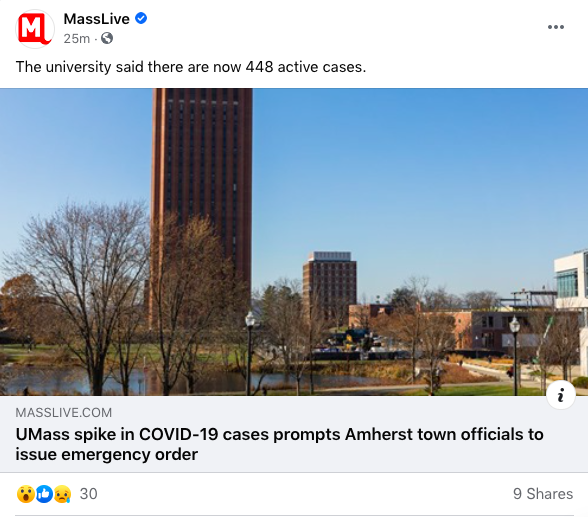 MassLive
25m ·
The university said there are now 448 active cases.
MASSLIVE.COM
UMass spike in COVID-19 cases prompts Amherst town officials to
issue emergency order
30
9 Shares